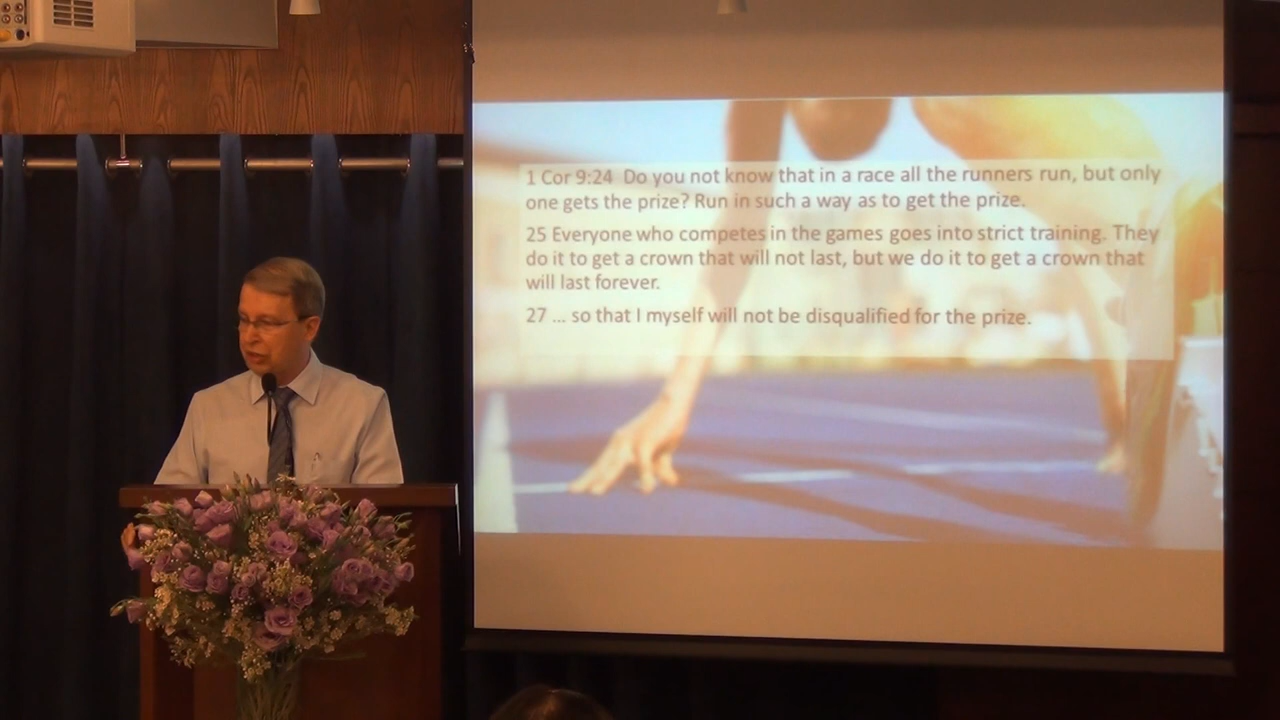 1 Cor 9:24 Do you not know that in a race all the runners run, but only
one gets the prize? Run in such a way as to get the prize.
25 Everyone who competes in the games goes into strict training. They
do it to get a crown that will not last, but we do it to get a crown that
will last forever.
27 ... so that I myself will not be disqualified for the prize.